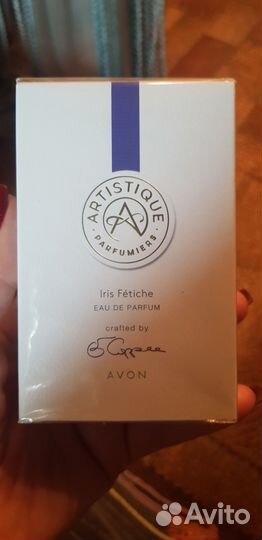 ARTISTIQUE
PARFUMIERS
Iris Fétiche
EAU DE PARFUM
crafted by
AVON
Avito